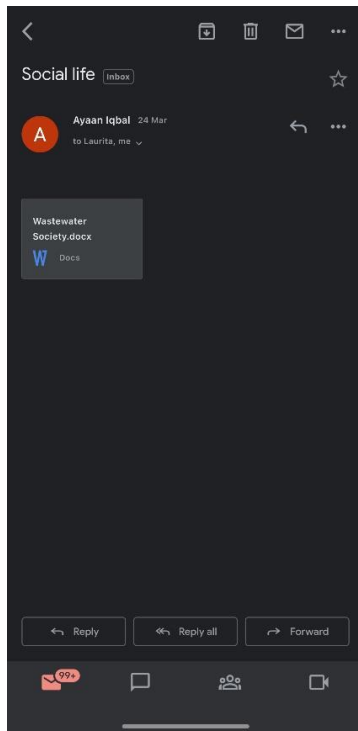 Social life Inbox
A
Ayaan Iqbal 24 Mar
to Laurita, me
Wastewater
Society.docx
W Docs
Reply
Reply all
Forward
99+